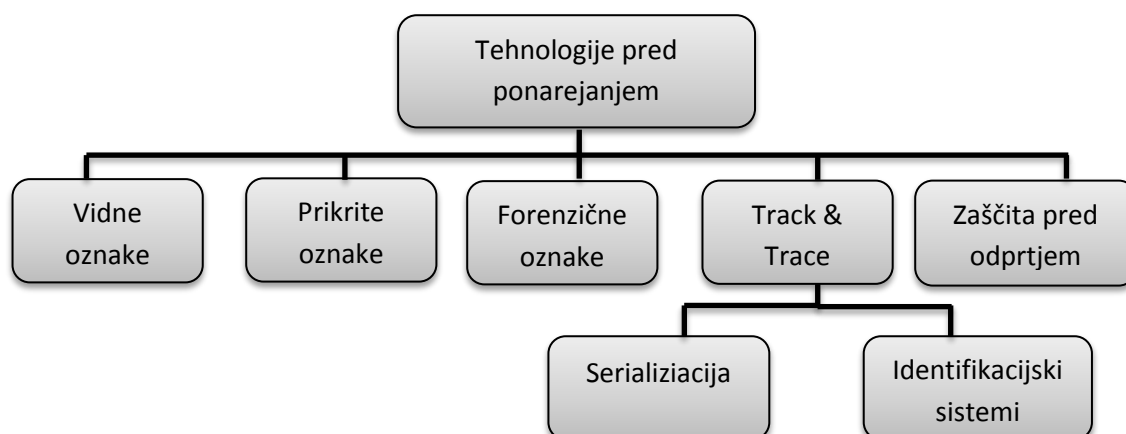 Tehnologije pred
ponarejanjem
Vidne
oznake
Prikrite
oznake
Forenzične
oznake
Track &
Trace
Zaščita pred
odprtjem
Serializiacija
Identifikacijski
sistemi